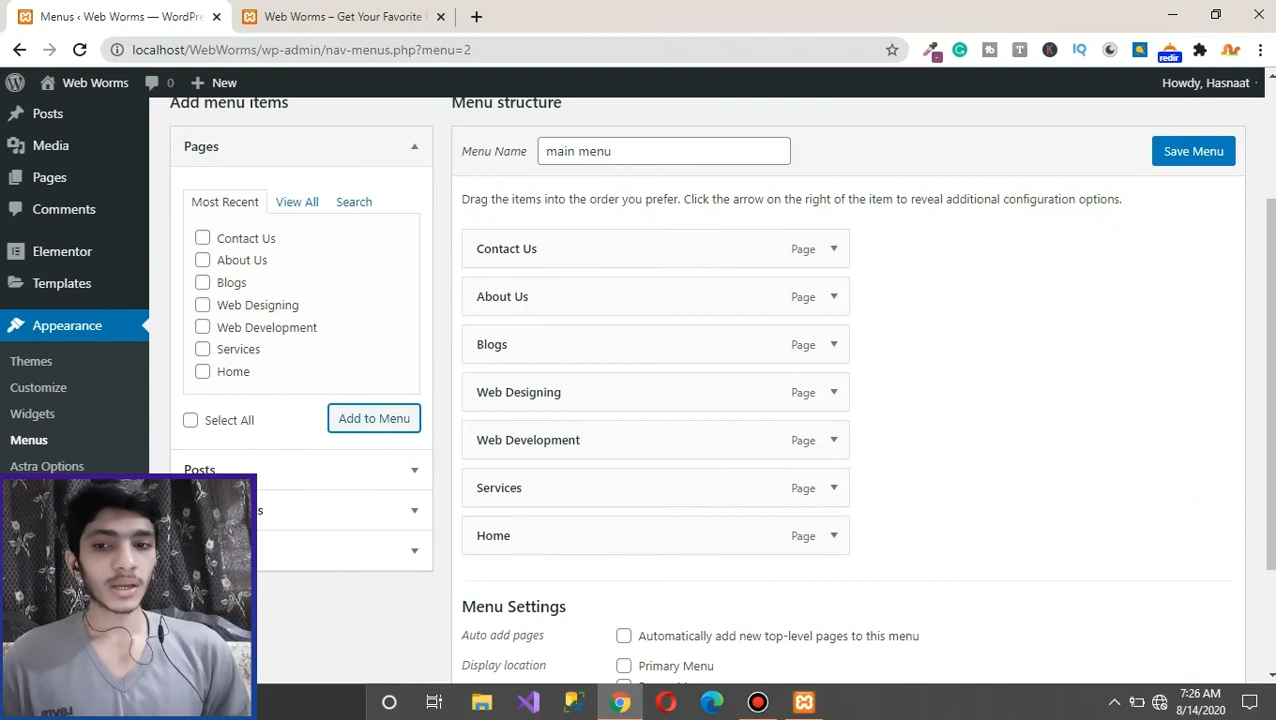 Menus ‹ Web Worms — WordPre
Web Worms – Get Your Favorite
localhost/WebWorms/wp-admin/nav-menus.php?menu=2
redir
Web Worms
0
New
Howdy, Hasnaat
Posts
Media
Pages
Comments
Elementor
Templates
Appearance
Themes
Customize
Widgets
Menus
Astra Options
Add menu items
Pages
Most Recent
View All
Search
Contact Us
About Us
Blogs
Web Designing
Web Development
Services
Home
Select All
Add to Menu
Posts
Menu structure
Menu Name
main menu
Save Menu
Drag the items into the order you prefer. Click the arrow on the right of the item to reveal additional configuration options.
Contact Us
Page
About Us
Page
Blogs
Page
Web Designing
Page
Web Development
Page
Services
Page
Home
Page
Menu Settings
Auto add pages
Automatically add new top-level pages to this menu
Display location
Primary Menu
7:26 AM
8/14/2020